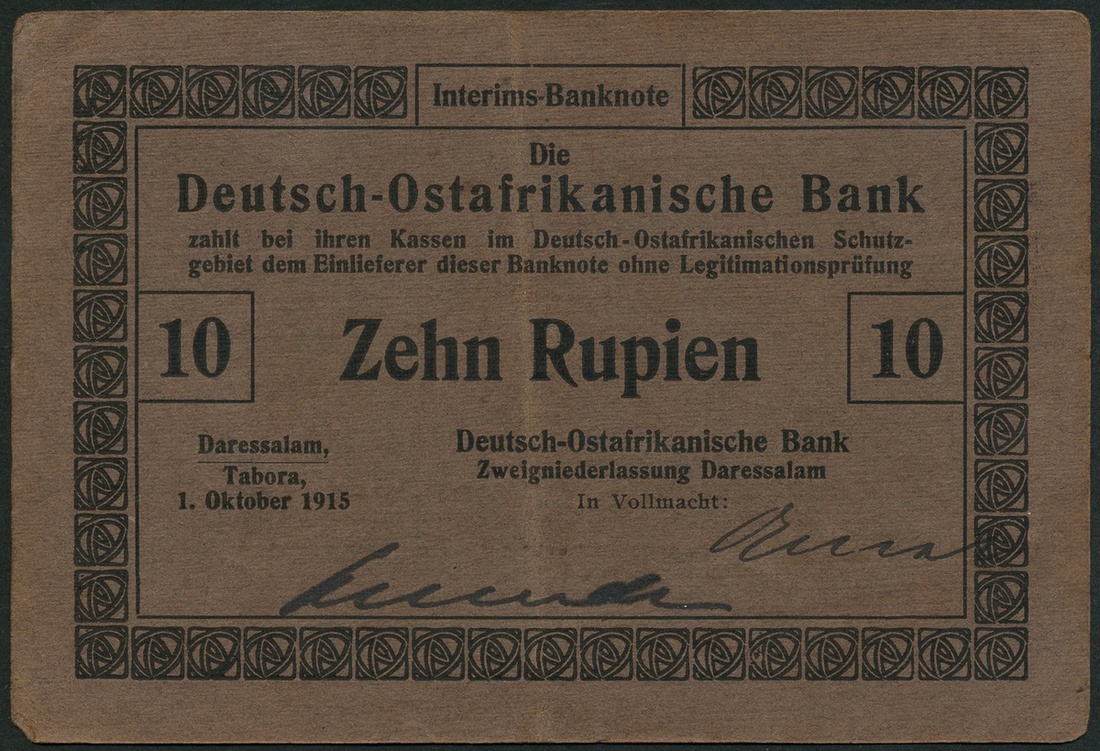 Interims-Banknote
Die
Deutsch-Ostafrikanische Bank
zahlt bei ihren Kassen im Deutsch-Ostafrikanischen Schutz-
gebiet dem Einlieferer dieser Banknote ohne Legitimationsprüfung
10 Zehn Rupien 10
Daressalam,
Tabora,
1. Oktober 1915
Deutsch-Ostafrikanische Bank
Zweigniederlassung Daressalam
In Vollmacht: